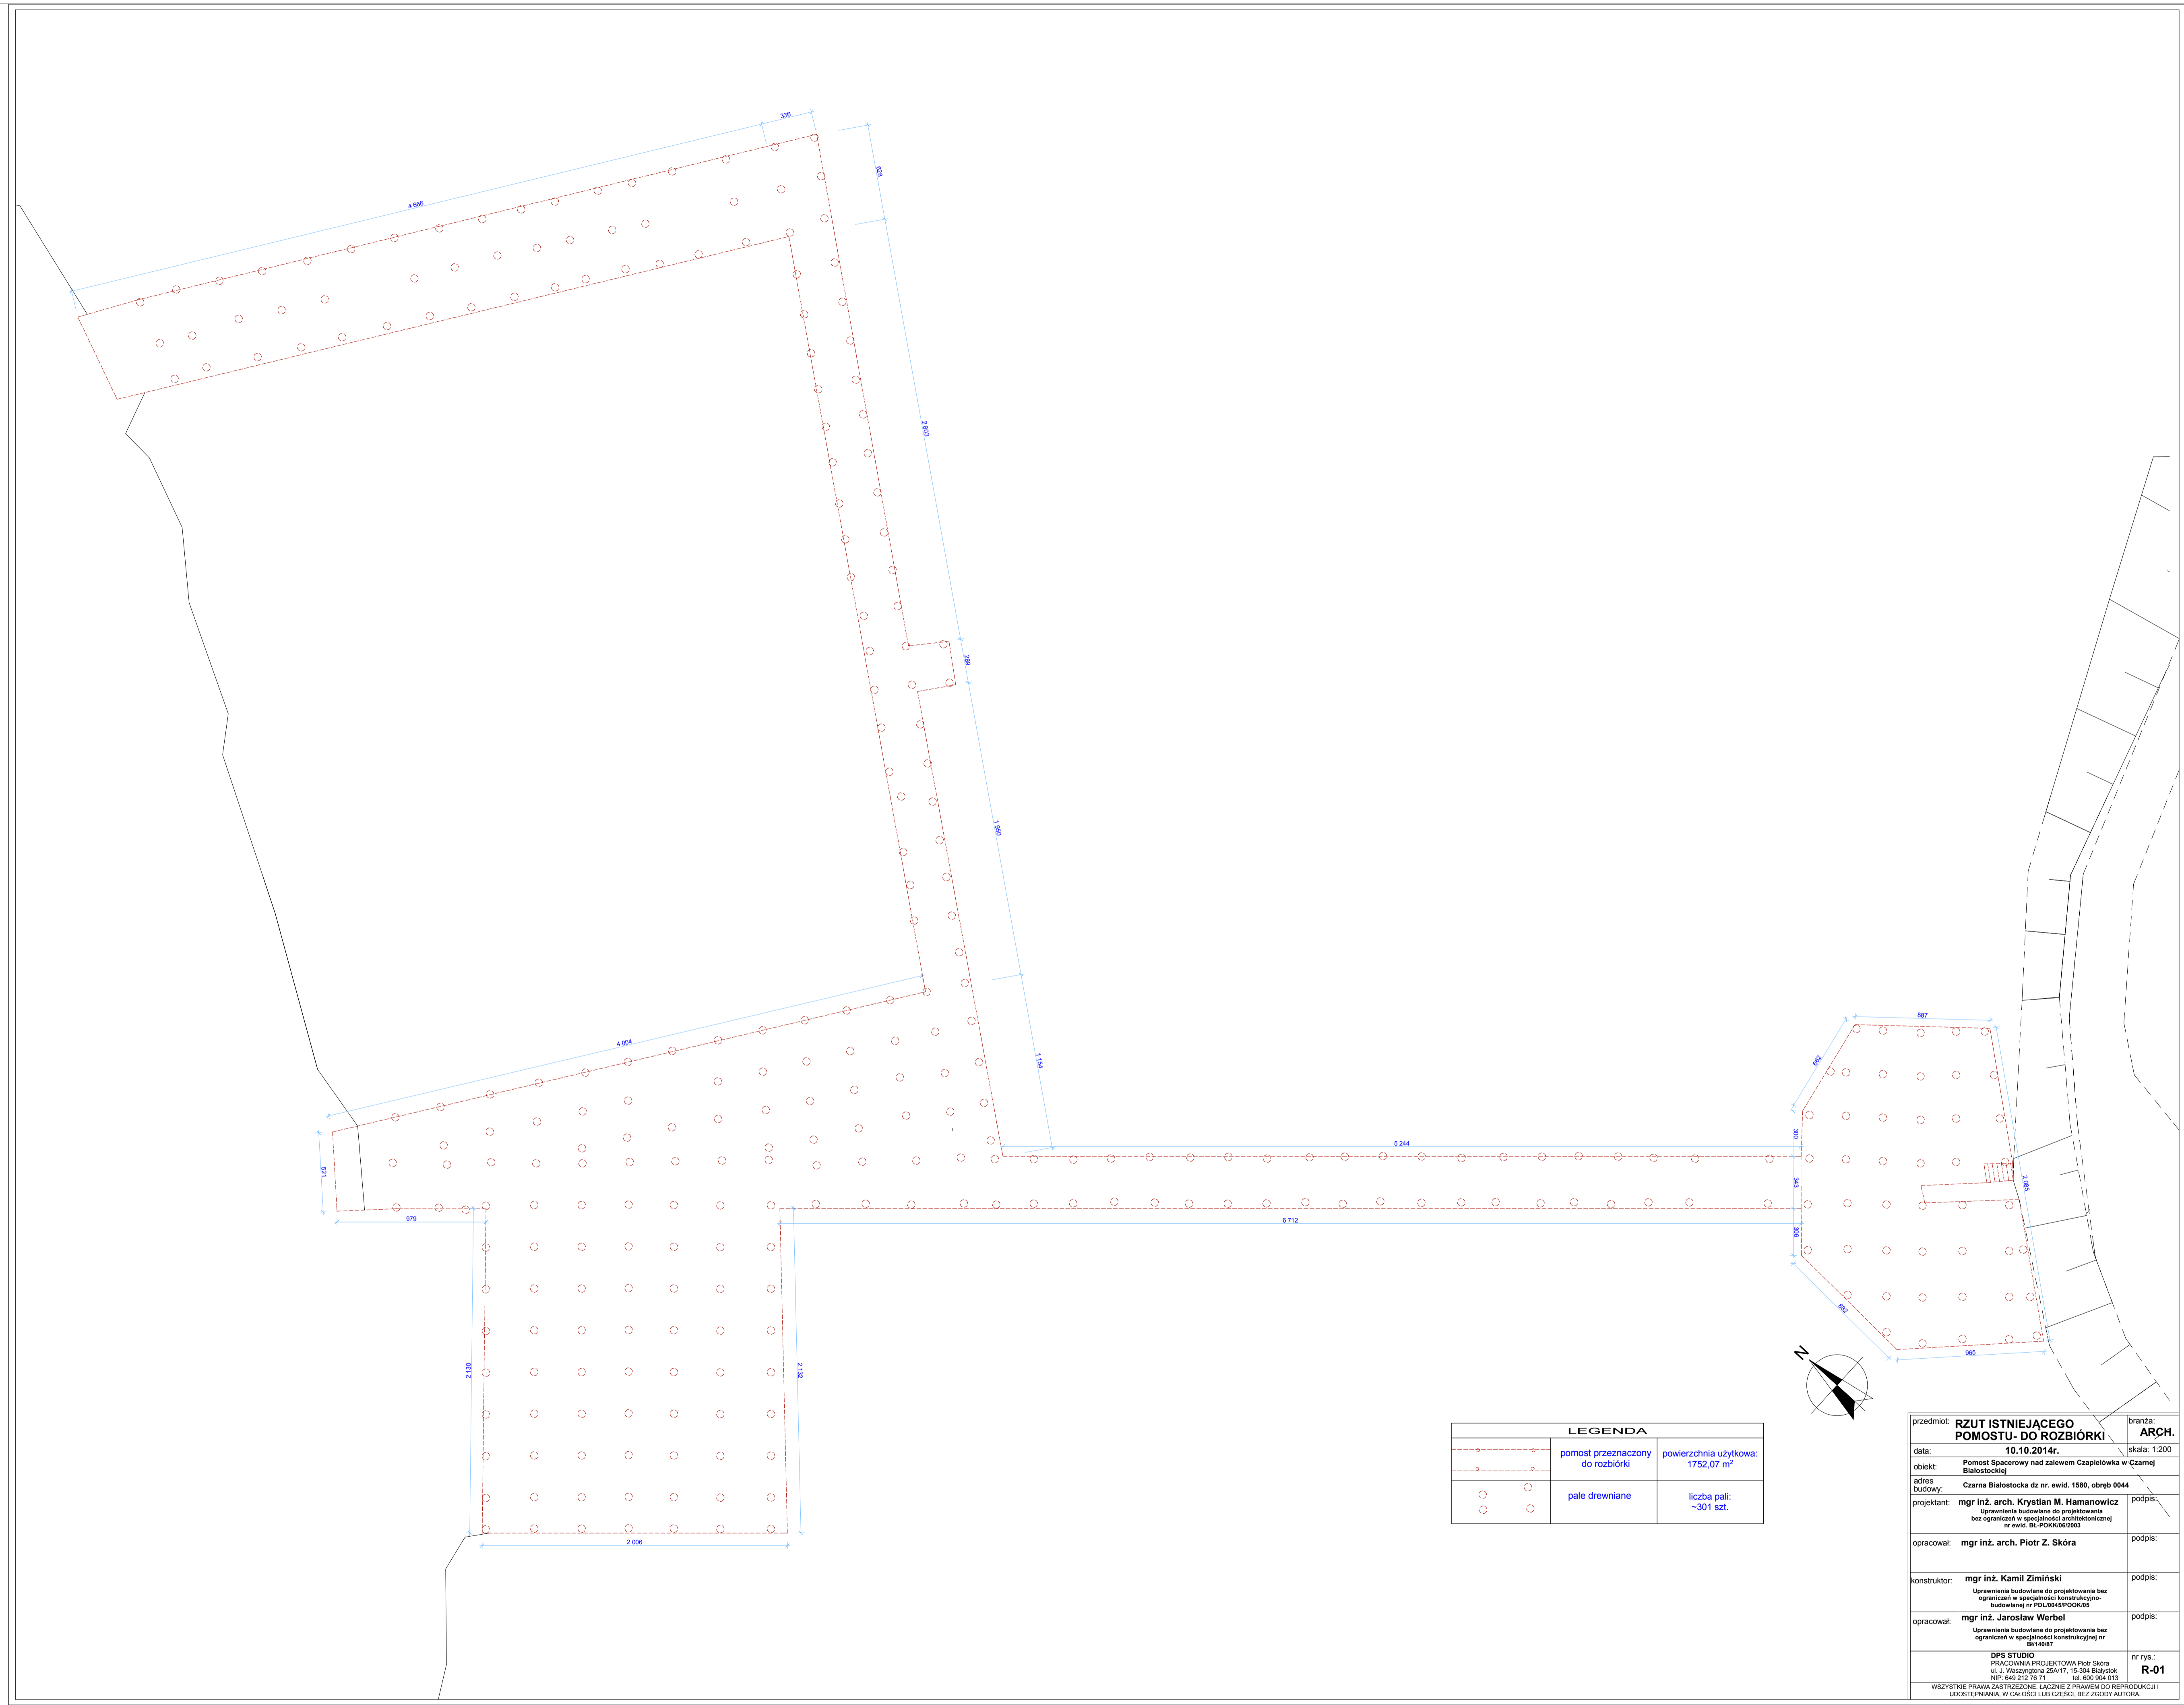 336
628
4 666
2 803
289
1 950
1 154
4 004
521
979
2 130
2 132
2 006
5 244
6 712
887
662
300
343
306
2 085
882
965
N
LEGENDA
pomost przeznaczony
do rozbiórki
powierzchnia użytkowa:
1752,07 m²
pale drewniane
liczba pali:
~301 szt.
przedmiot: RZUT ISTNIEJĄCEGO
POMOSTU- DO ROZBIÓRKI
branża:
ARCH.
data: 10.10.2014r.
skala: 1:200
obiekt: Pomost Spacerowy nad zalewem Czapielówka w Czarnej
Białostockiej
adres
budowy: Czarna Białostocka dz nr. ewid. 1580, obręb 0044
projektant: mgr inż. arch. Krystian M. Hamanowicz
Uprawnienia budowlane do projektowania
bez ograniczeń w specjalności architektonicznej
nr ewid. BŁ-POKK/06/2003
podpis:
opracował: mgr inż. arch. Piotr Z. Skóra
podpis:
konstruktor: mgr inż. Kamil Zimiński
Uprawnienia budowlane do projektowania bez
ograniczeń w specjalności konstrukcyjno-
budowlanej nr PDL/0045/POOK/05
podpis:
opracował: mgr inż. Jarosław Werbel
Uprawnienia budowlane do projektowania bez
ograniczeń w specjalności konstrukcyjnej nr
Bł/140/87
podpis:
DPS STUDIO
PRACOWNIA PROJEKTOWA Piotr Skóra
ul. J. Waszyngtona 25A/17, 15-304 Białystok
NIP: 649 212 76 71 tel. 600 904 013
nr rys.:
R-01
WSZYSTKIE PRAWA ZASTRZEŻONE. ŁĄCZNIE Z PRAWEM DO REPRODUKCJI I
UDOSTĘPNIANIA, W CAŁOŚCI LUB CZĘŚCI, BEZ ZGODY AUTORA.